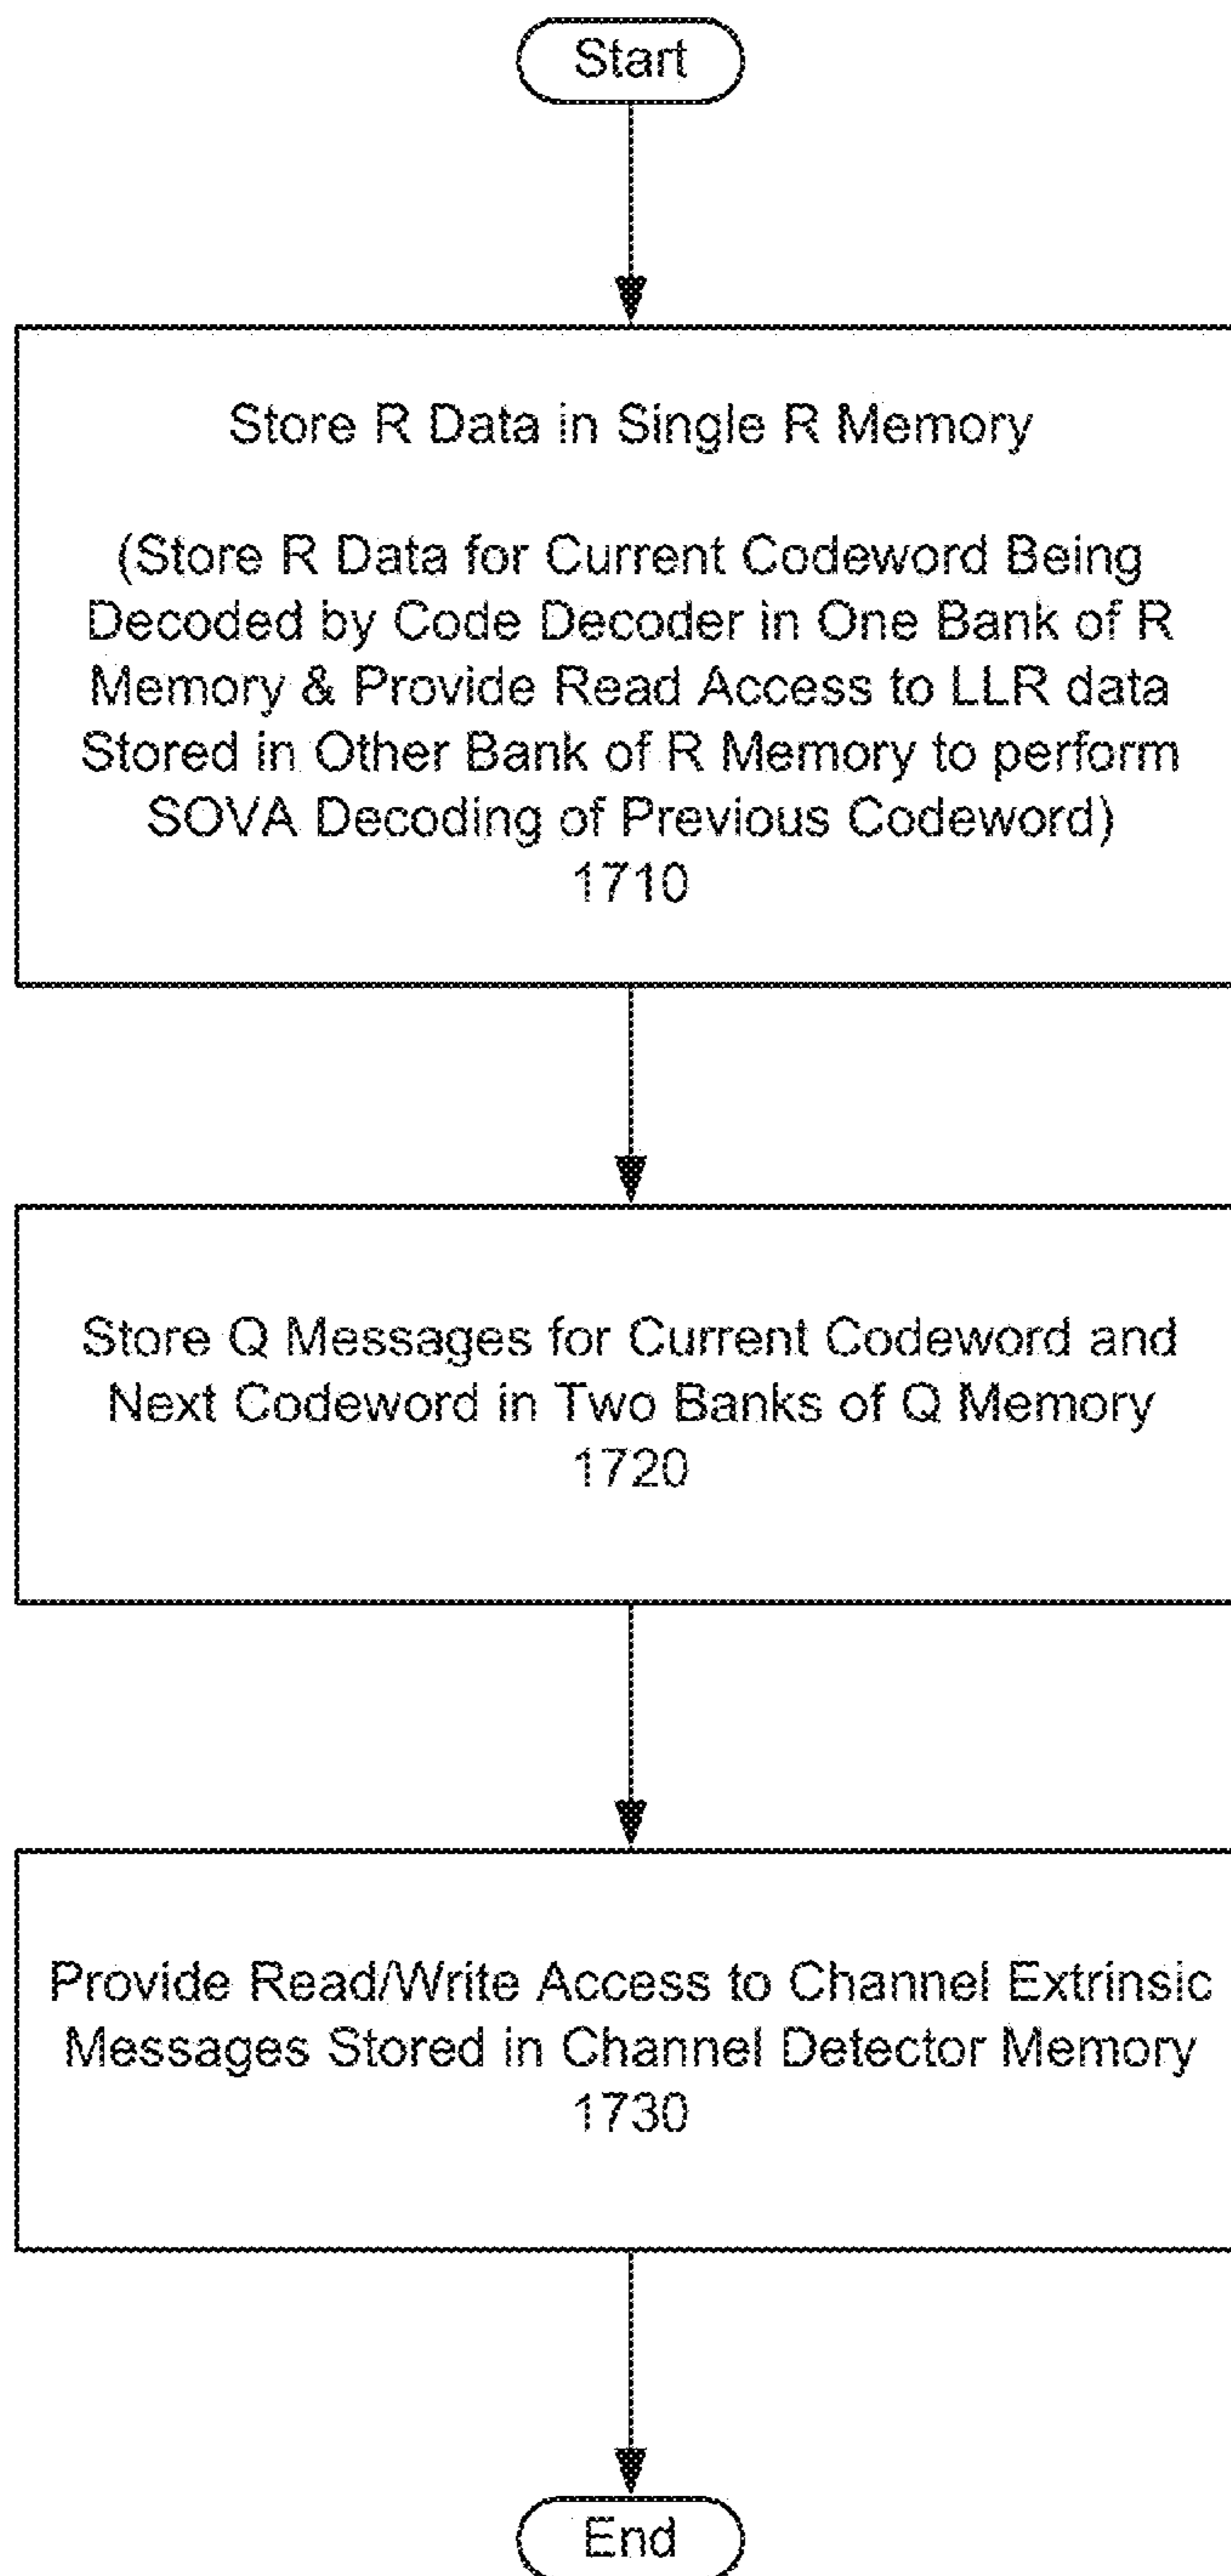 Start
Store R Data in Single R Memory
(Store R Data for Current Codeword Being
Decoded by Code Decoder in One Bank of R
Memory & Provide Read Access to LLR data
Stored in Other Bank of R Memory to perform
SOVA Decoding of Previous Codeword)
1710
Store Q Messages for Current Codeword and
Next Codeword in Two Banks of Q Memory
1720
Provide Read/Write Access to Channel Extrinsic
Messages Stored in Channel Detector Memory
1730
End